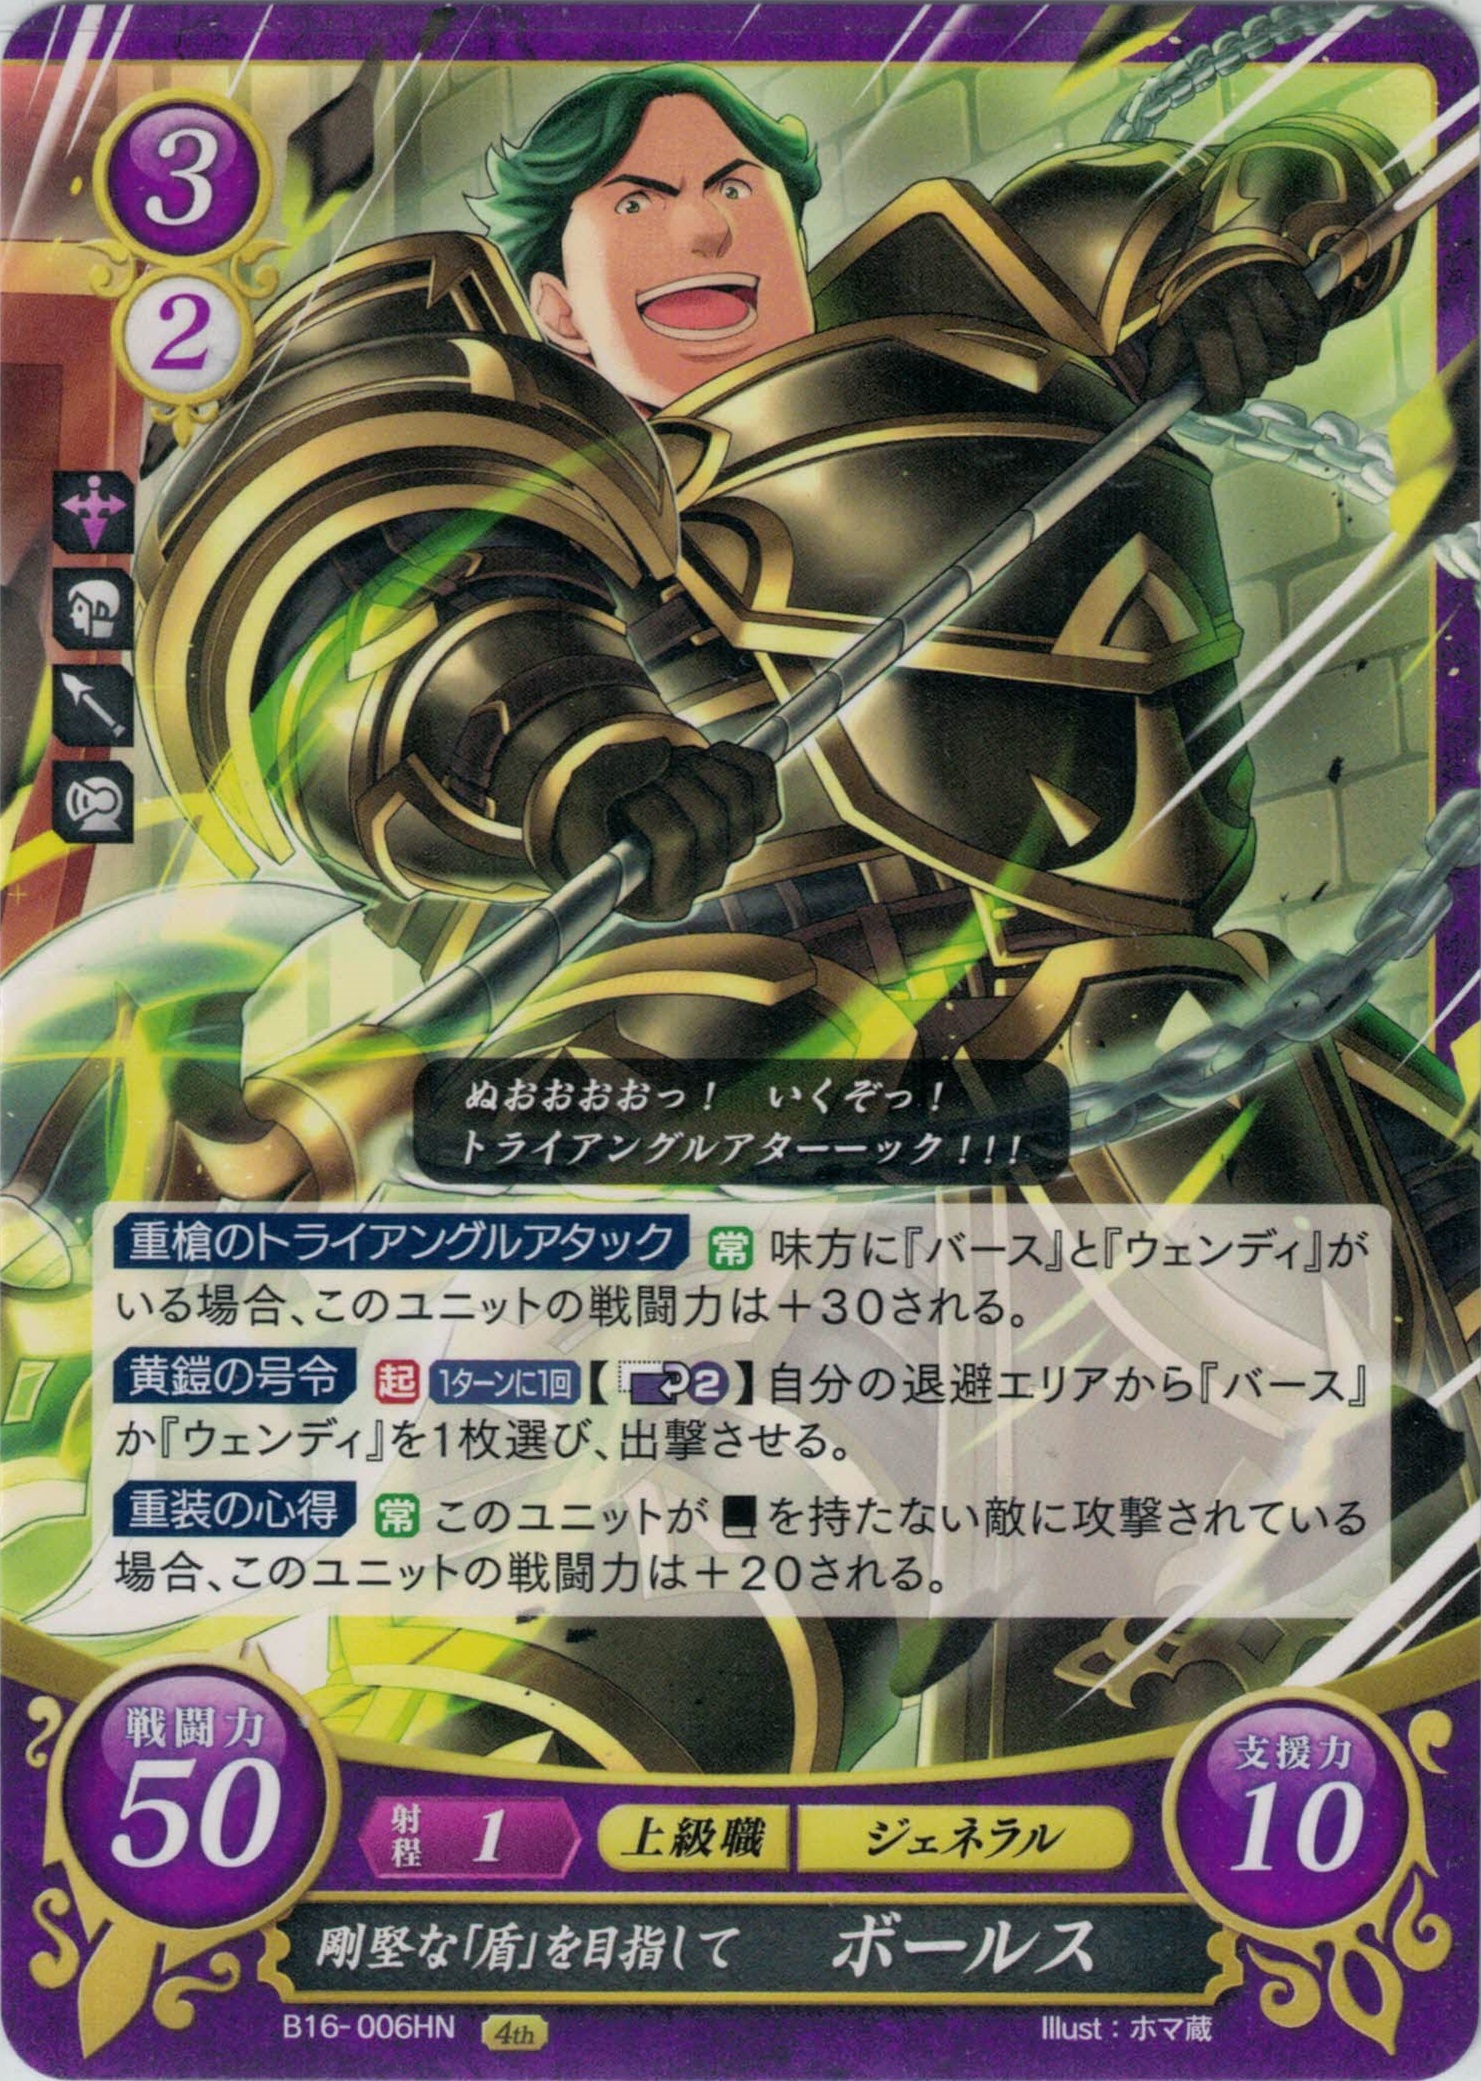 3
2
ぬおおおおっ！　いくぞっ！
トライアングルアターーック！！！
重槍のトライアングルアタック 常 味方に『バース』と『ウェンディ』が
いる場合、このユニットの戦闘力は＋30される。
黄鎧の号令 起 1ターンに1回【2】自分の退避エリアから『バース』
か『ウェンディ』を1枚選び、出撃させる。
重装の心得 常 このユニットが を持たない敵に攻撃されている
場合、このユニットの戦闘力は＋20される。
戦闘力
50
射程 1
上級職 ジェネラル
支援力
10
剛堅な「盾」を目指して ボールス
B16-006HN 4th Illust：ホマ蔵